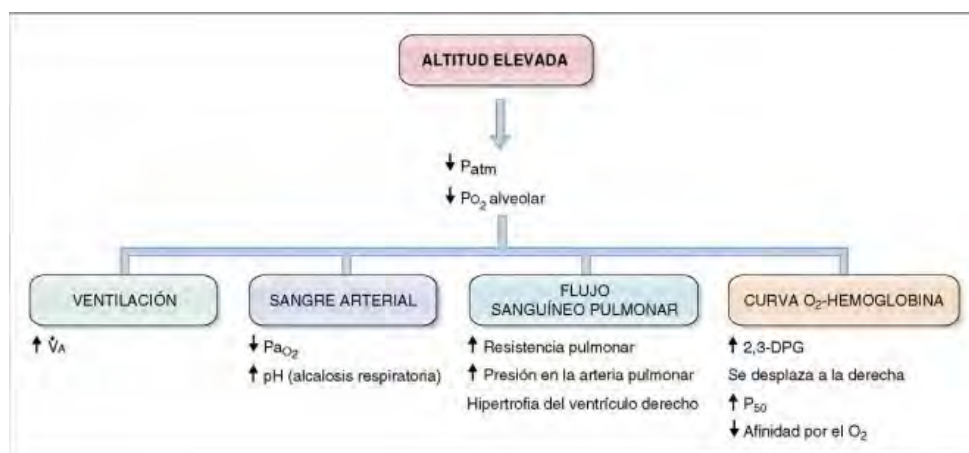 ALTITUD ELEVADA
↓ Patm
↓ PO2 alveolar
VENTILACIÓN
↑ V̇A
SANGRE ARTERIAL
↓ PaO2
↑ pH (alcalosis respiratoria)
FLUJO
SANGUÍNEO PULMONAR
↑ Resistencia pulmonar
↑ Presión en la arteria pulmonar
Hipertrofia del ventrículo derecho
CURVA O2-HEMOGLOBINA
↑ 2,3-DPG
Se desplaza a la derecha
↑ P50
↓ Afinidad por el O2